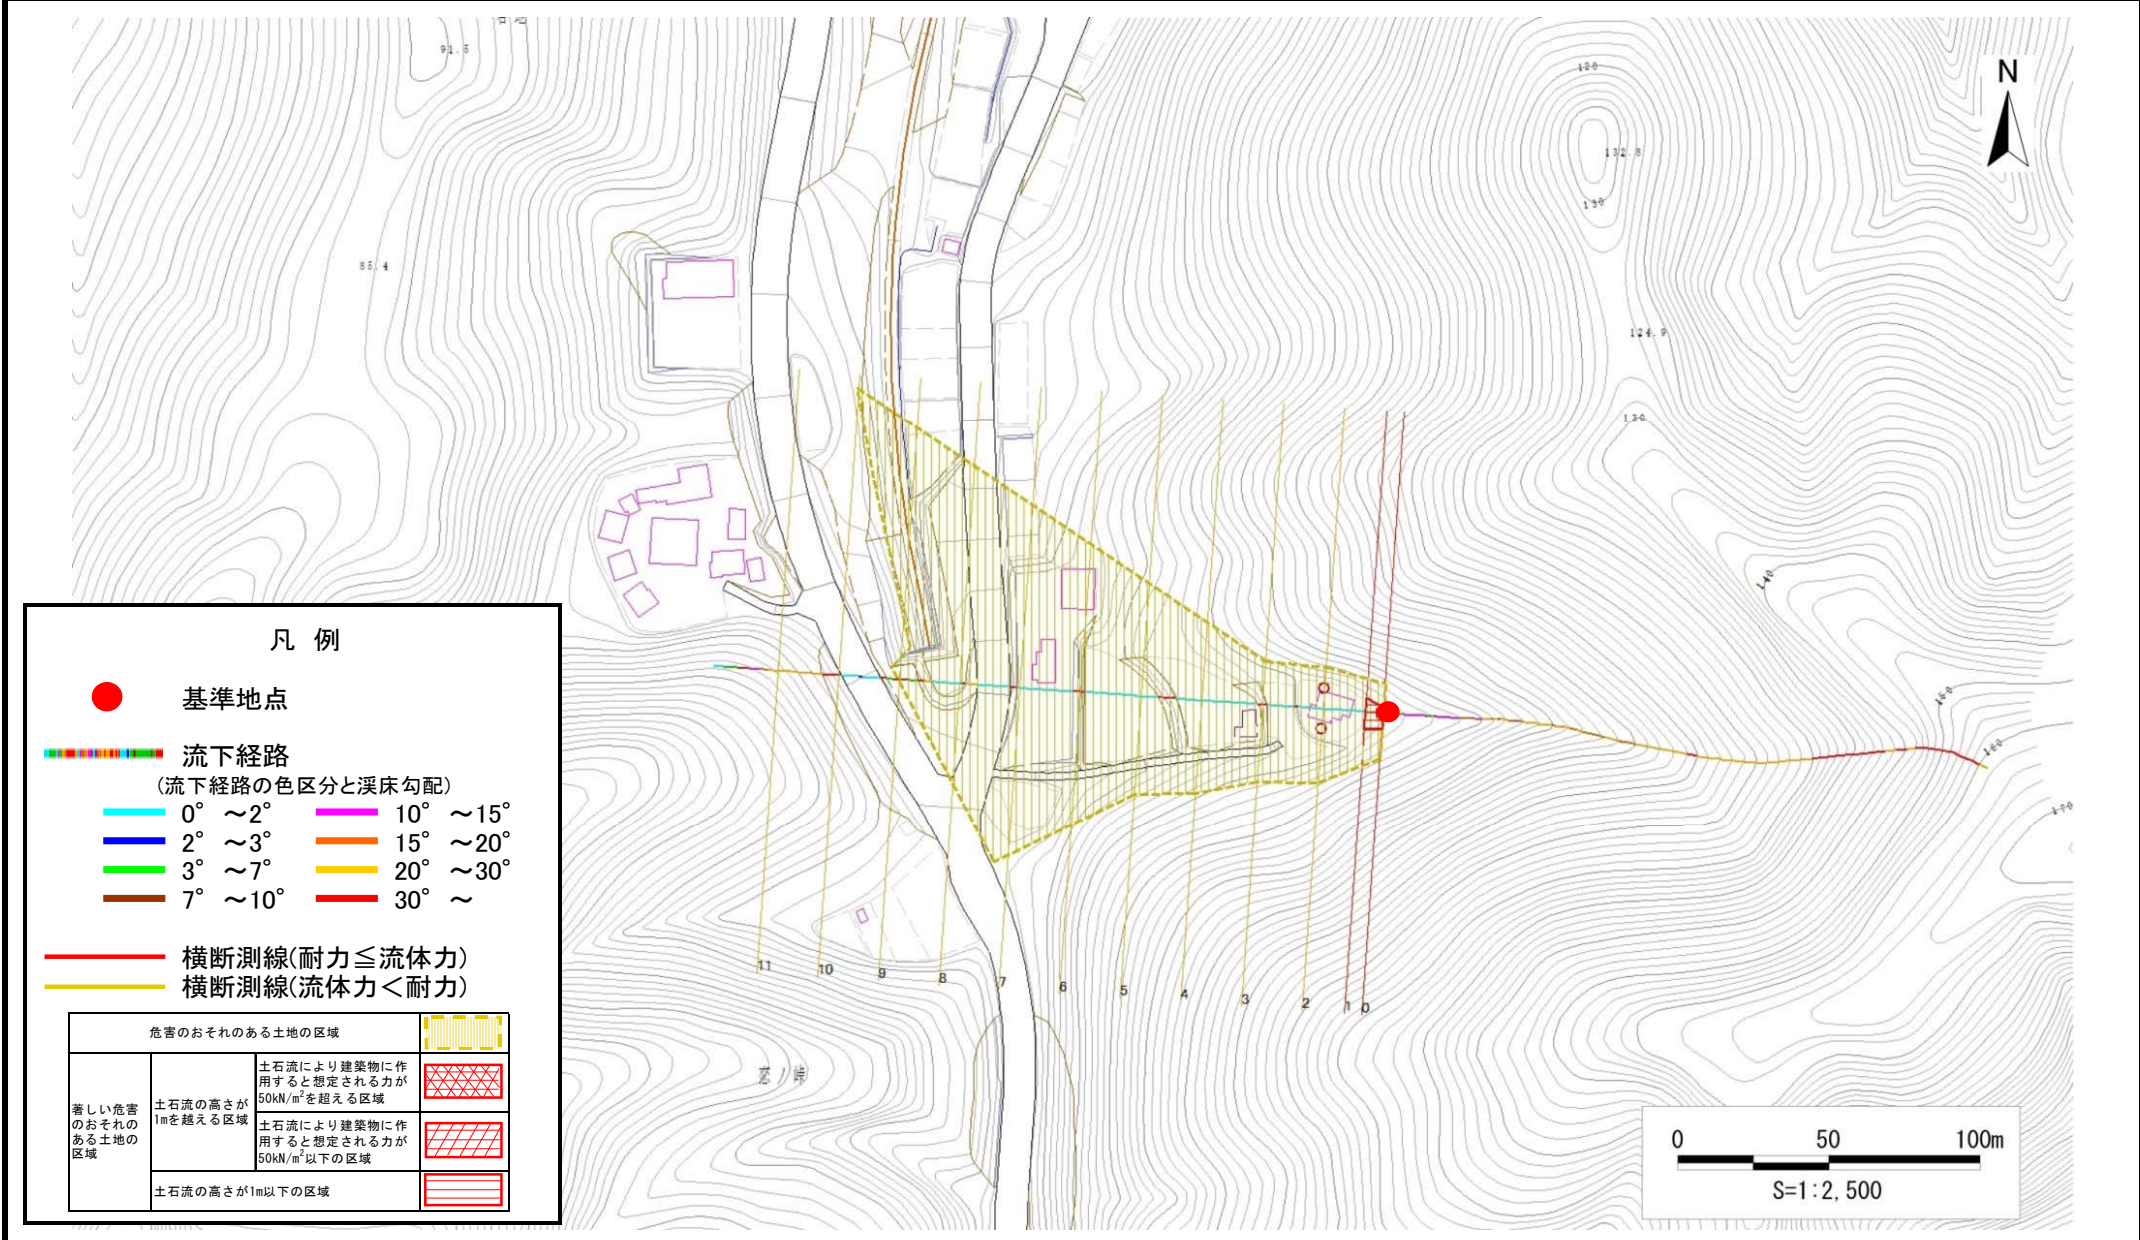 91.5
120
N
132.8
130
85.4
124.9
130
140
150
160
170
凡 例
基準地点
流下経路
(流下経路の色区分と渓床勾配)
0° ～2° 10° ～15°
2° ～3° 15° ～20°
3° ～7° 20° ～30°
7° ～10° 30° ～
横断測線(耐力≦流体力)
横断測線(流体力＜耐力)
危害のおそれのある土地の区域
著しい危害
のおそれの
ある土地の
区域
土石流の高さが
1mを越える区域
土石流により建築物に作
用すると想定される力が
50kN/m²を超える区域
土石流により建築物に作
用すると想定される力が
50kN/m²以下の区域
土石流の高さが1m以下の区域
11 10 9 8 7 6 5 4 3 2 1 0
0 50 100m
S=1:2,500